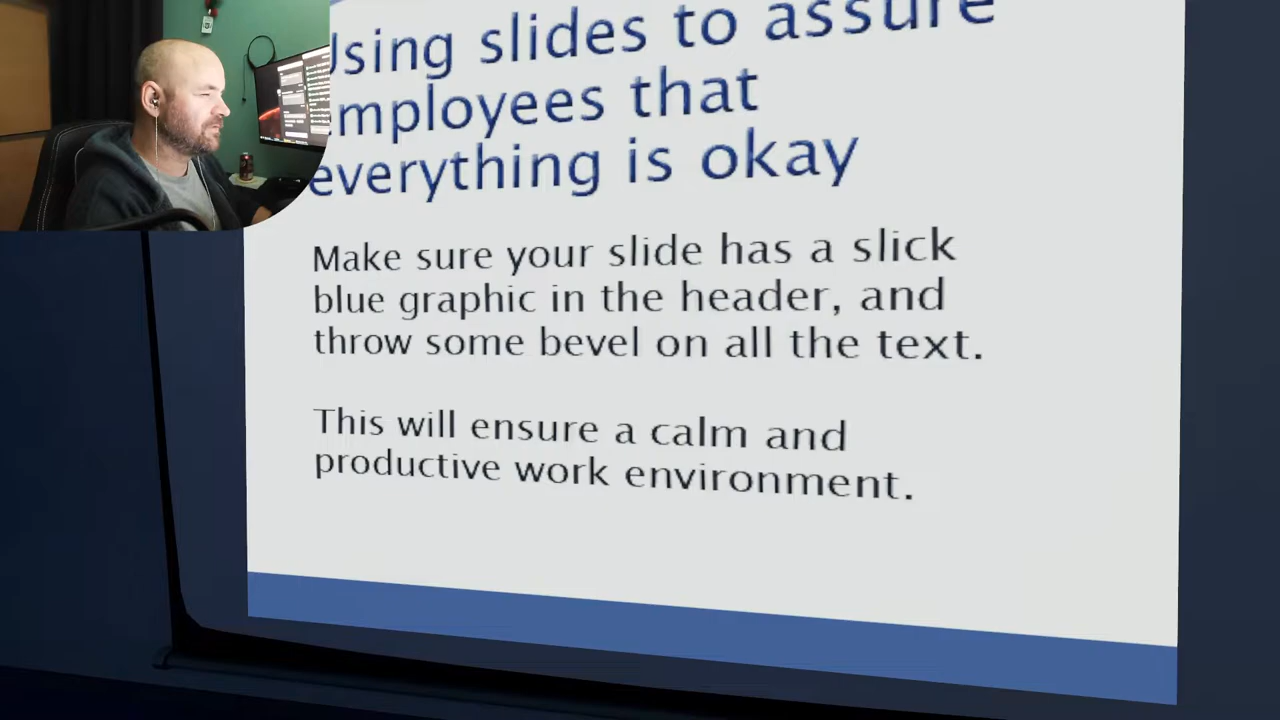 Using slides to assure
employees that
everything is okay
Make sure your slide has a slick
blue graphic in the header, and
throw some bevel on all the text.
This will ensure a calm and
productive work environment.